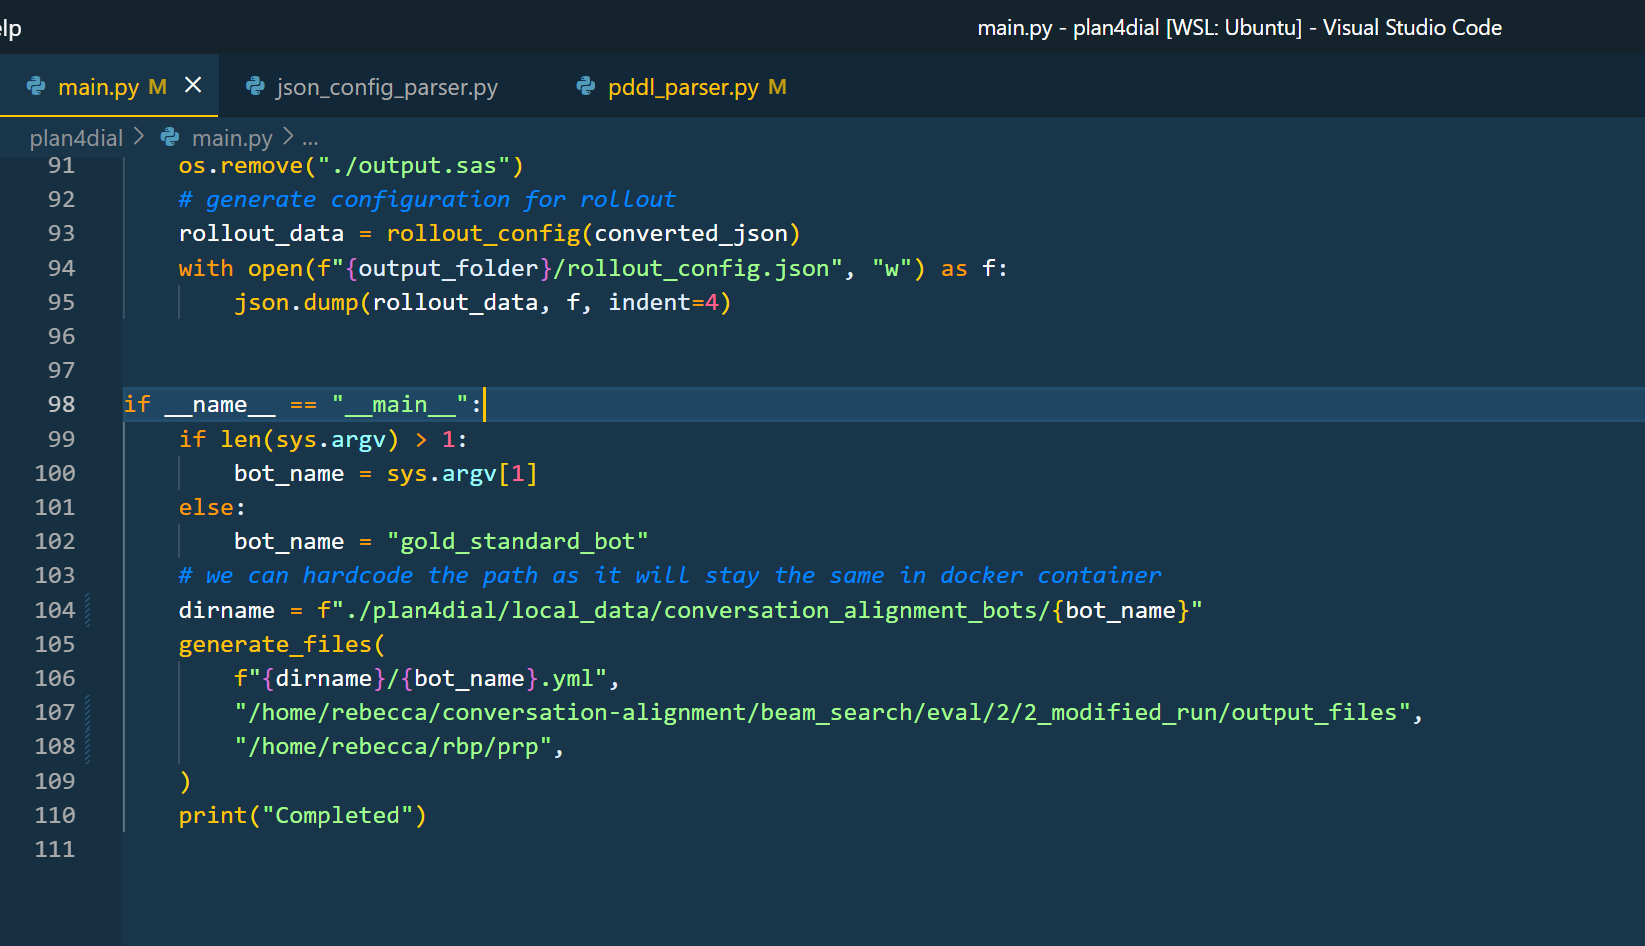 elp
main.py - plan4dial [WSL: Ubuntu] - Visual Studio Code
main.py M
json_config_parser.py
pddl_parser.py M
plan4dial > main.py > ...
91     os.remove("./output.sas")
92     # generate configuration for rollout
93     rollout_data = rollout_config(converted_json)
94     with open(f"{output_folder}/rollout_config.json", "w") as f:
95         json.dump(rollout_data, f, indent=4)
96
97
98 if __name__ == "__main__":
99     if len(sys.argv) > 1:
100         bot_name = sys.argv[1]
101     else:
102         bot_name = "gold_standard_bot"
103     # we can hardcode the path as it will stay the same in docker container
104     dirname = f"./plan4dial/local_data/conversation_alignment_bots/{bot_name}"
105     generate_files(
106         f"{dirname}/{bot_name}.yml",
107         "/home/rebecca/conversation-alignment/beam_search/eval/2/2_modified_run/output_files",
108         "/home/rebecca/rbp/prp",
109     )
110     print("Completed")
111